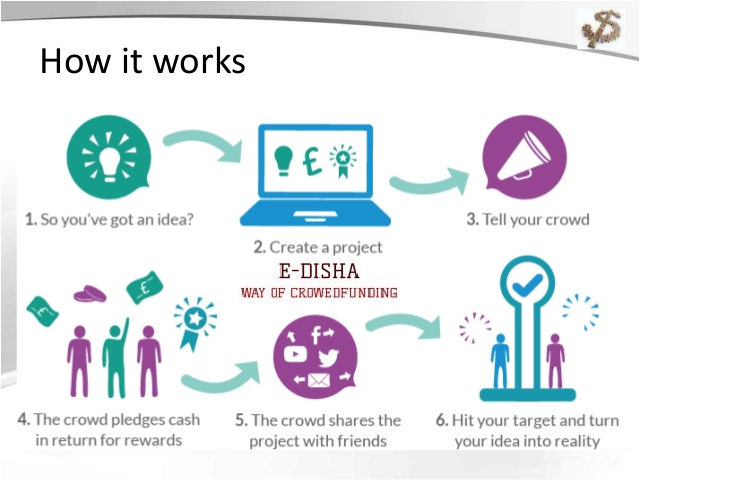 How it works
1. So you've got an idea?
2. Create a project
3. Tell your crowd
E-DISHA
WAY OF CROWEDFUNDING
4. The crowd pledges cash
in return for rewards
5. The crowd shares the
project with friends
6. Hit your target and turn
your idea into reality